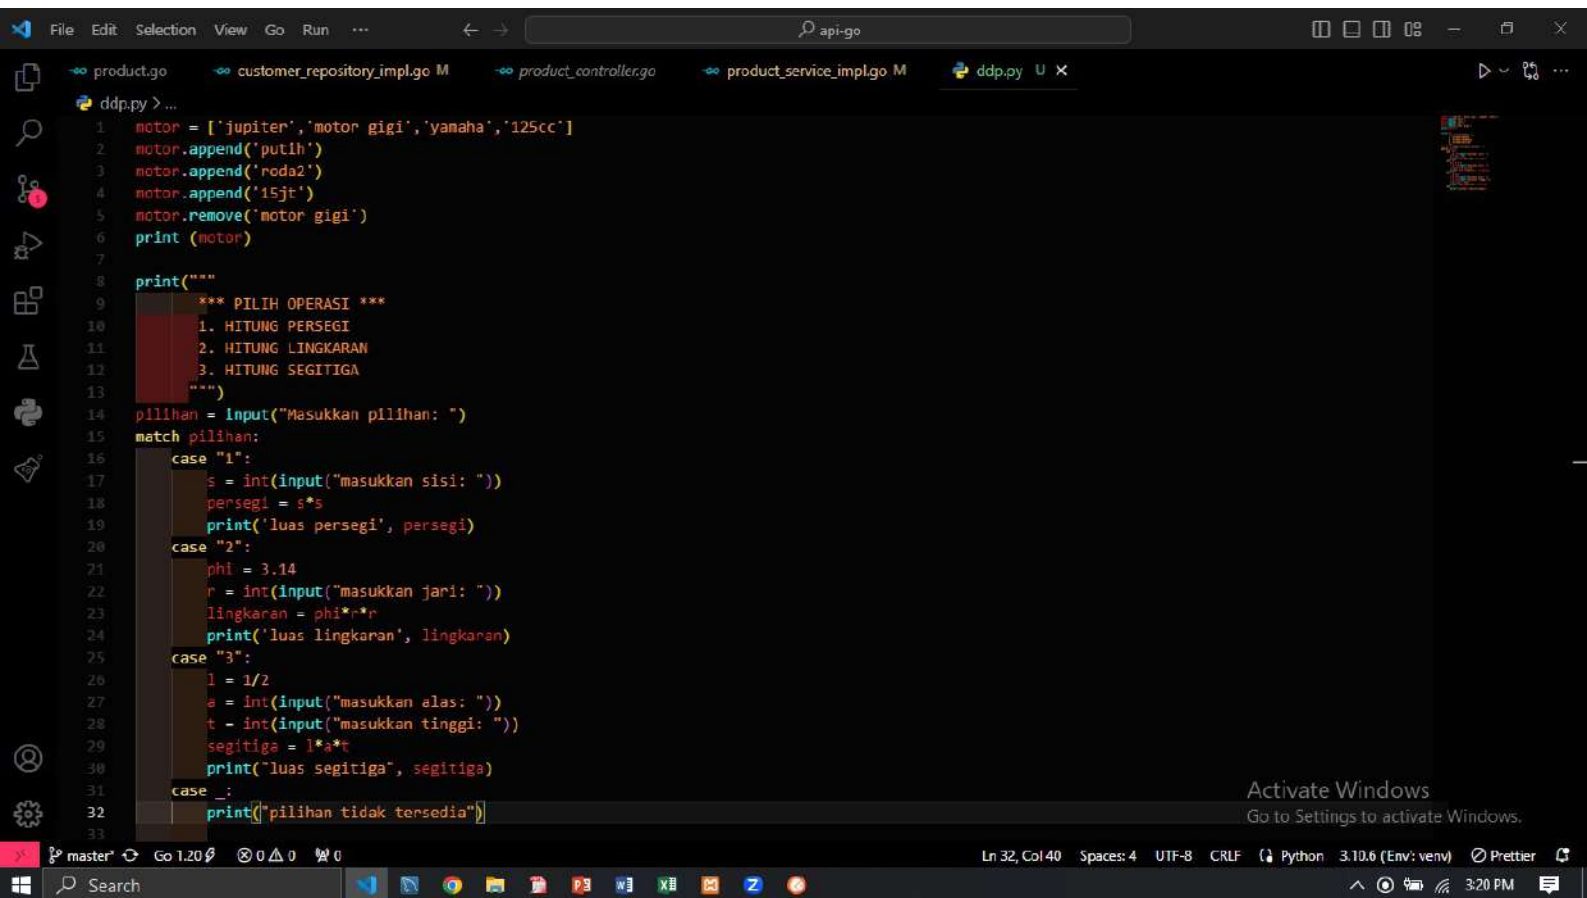 File Edit Selection View Go Run ··· ← → api-go
product.go customer_repository_impl.go M product_controller.go product_service_impl.go M ddp.py U ×
ddp.py > ...
1 motor = ['jupiter','motor gigi','yamaha','125cc']
2 motor.append('putih')
3 motor.append('roda2')
4 motor.append('15jt')
5 motor.remove('motor gigi')
6 print (motor)
7
8 print("""
9 *** PILIH OPERASI ***
10 1. HITUNG PERSEGI
11 2. HITUNG LINGKARAN
12 3. HITUNG SEGITIGA
13 """)
14 pilihan = input("Masukkan pilihan: ")
15 match pilihan:
16 case "1":
17 s = int(input("masukkan sisi: "))
18 persegi = s*s
19 print('luas persegi', persegi)
20 case "2":
21 phi = 3.14
22 r = int(input("masukkan jari: "))
23 lingkaran = phi*r*r
24 print('luas lingkaran', lingkaran)
25 case "3":
26 l = 1/2
27 a = int(input("masukkan alas: "))
28 t = int(input("masukkan tinggi: "))
29 segitiga = l*a*t
30 print("luas segitiga", segitiga)
31 case _:
32 print("pilihan tidak tersedia")
33
Activate Windows
Go to Settings to activate Windows.
master* Go 1.20 0 0 0 Ln 32, Col 40 Spaces: 4 UTF-8 CRLF Python 3.10.6 ('Env': venv) Prettier
Search 3:20 PM